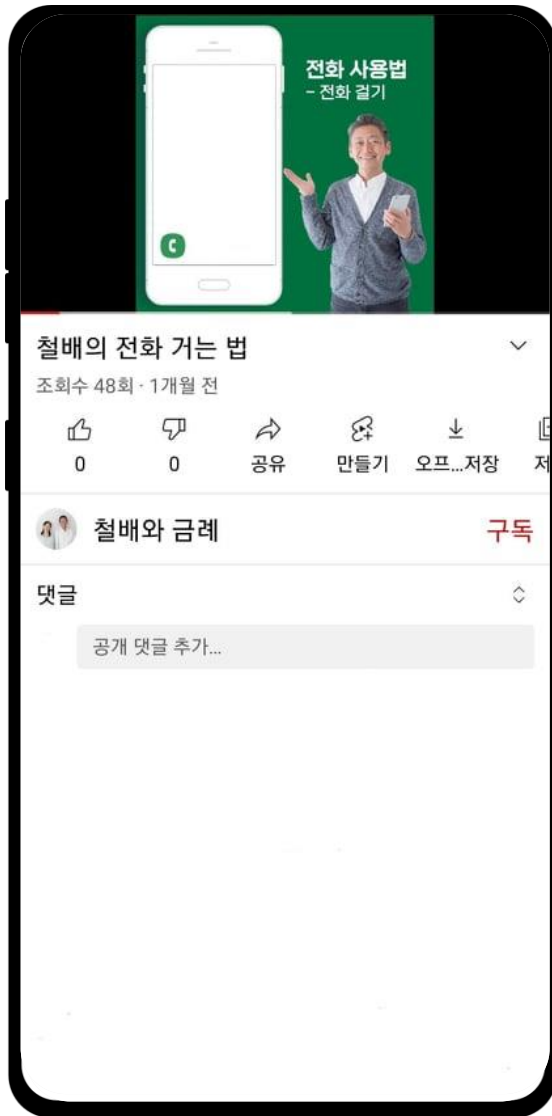 전화 사용법
- 전화 걸기
철배의 전화 거는 법
조회수 48회 · 1개월 전
0
0
공유
만들기
오프...저장
저
철배와 금례
구독
댓글
공개 댓글 추가...